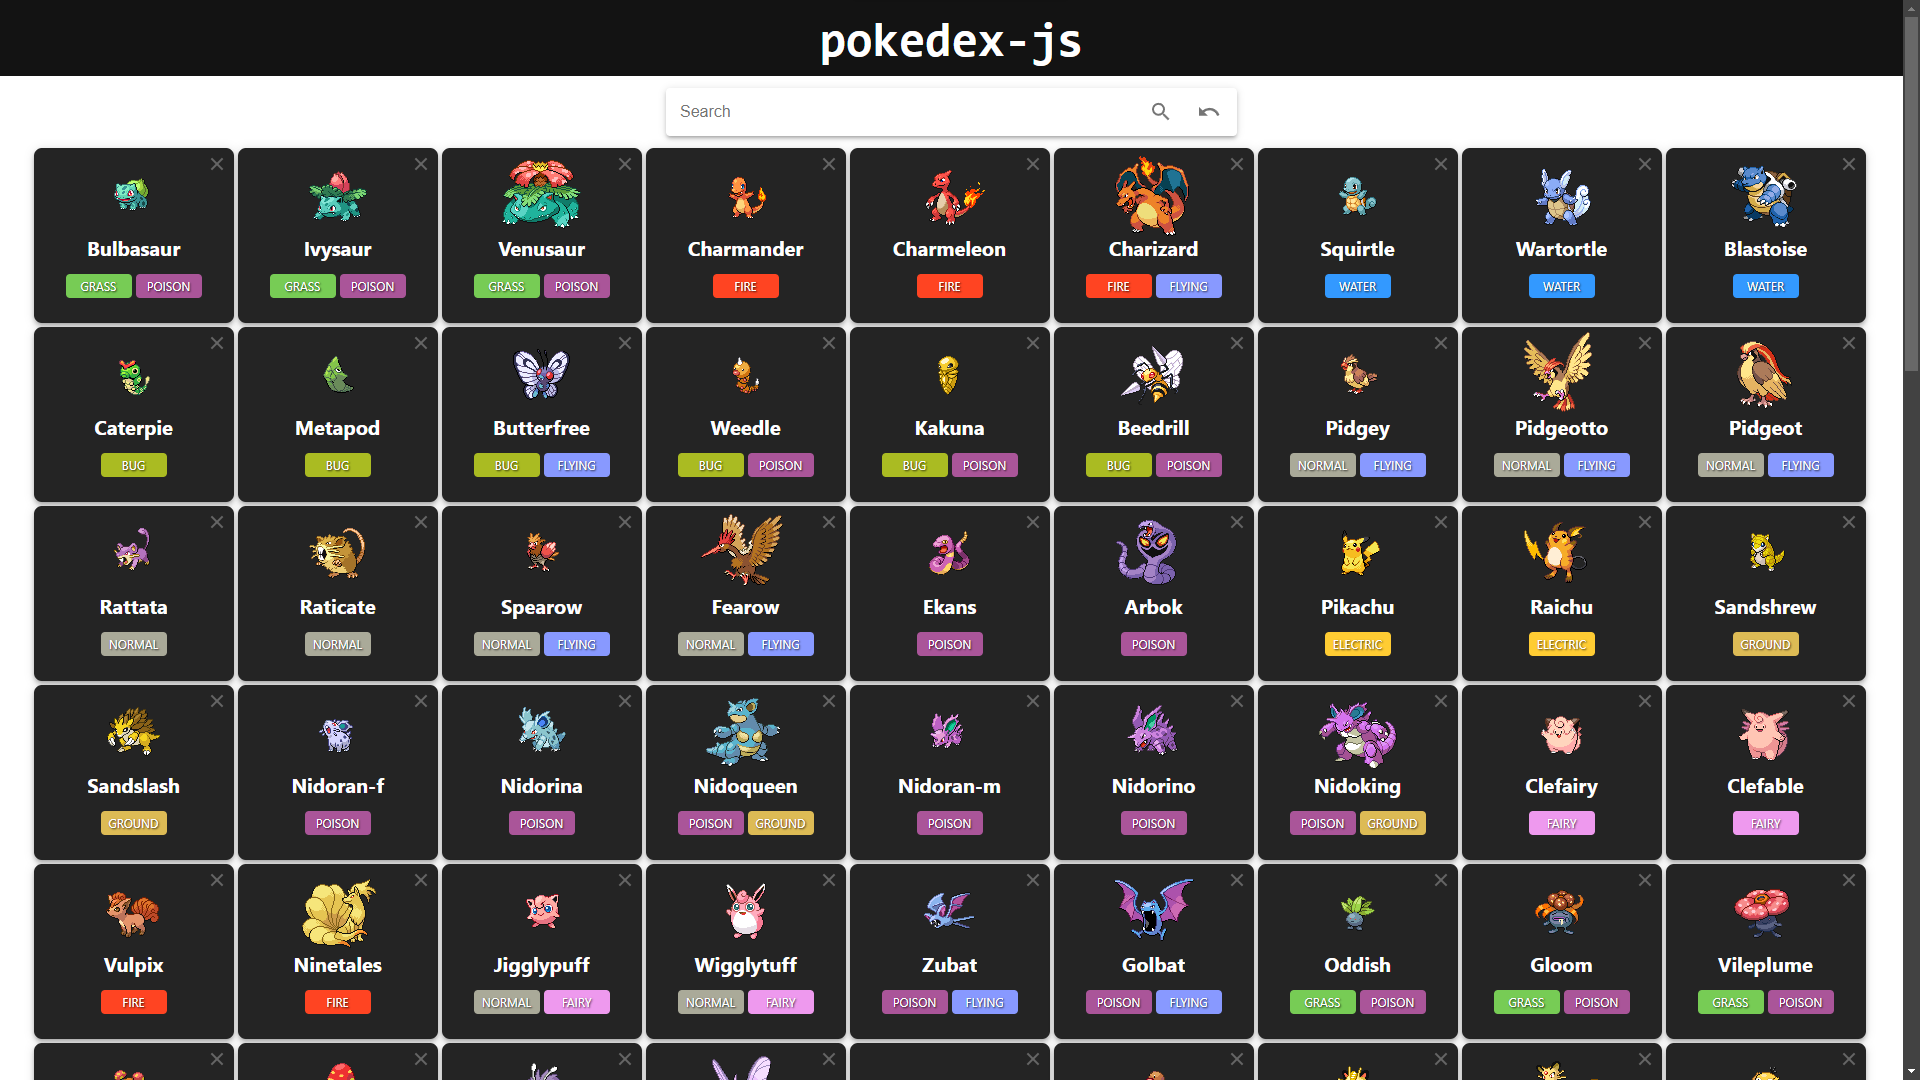 pokedex-js
Search
Bulbasaur Ivysaur Venusaur Charmander Charmeleon Charizard Squirtle Wartortle Blastoise
GRASS POISON GRASS POISON GRASS POISON FIRE FIRE FIRE FLYING WATER WATER WATER
Caterpie Metapod Butterfree Weedle Kakuna Beedrill Pidgey Pidgeotto Pidgeot
BUG BUG BUG FLYING BUG POISON BUG POISON BUG POISON NORMAL FLYING NORMAL FLYING NORMAL FLYING
Rattata Raticate Spearow Fearow Ekans Arbok Pikachu Raichu Sandshrew
NORMAL NORMAL NORMAL FLYING NORMAL FLYING POISON POISON ELECTRIC ELECTRIC GROUND
Sandslash Nidoran-f Nidorina Nidoqueen Nidoran-m Nidorino Nidoking Clefairy Clefable
GROUND POISON POISON POISON GROUND POISON POISON POISON GROUND FAIRY FAIRY
Vulpix Ninetales Jigglypuff Wigglytuff Zubat Golbat Oddish Gloom Vileplume
FIRE FIRE NORMAL FAIRY NORMAL FAIRY POISON FLYING POISON FLYING GRASS POISON GRASS POISON GRASS POISON